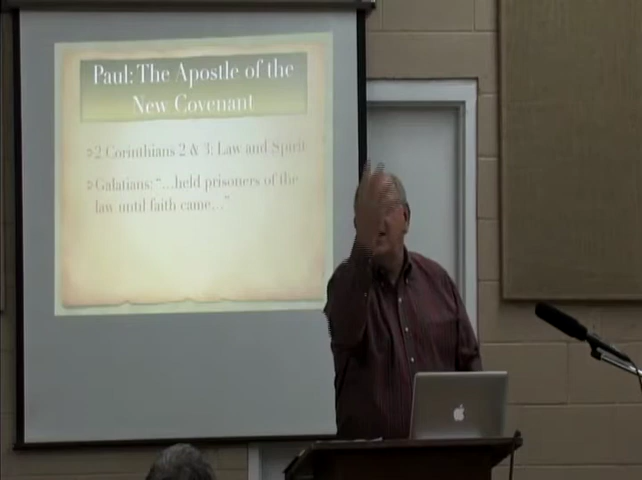 Paul: The Apostle of the
New Covenant
2 Corinthians 2 & 3: Law and Spirit
Galatians: "...held prisoners of the
law until faith came..."